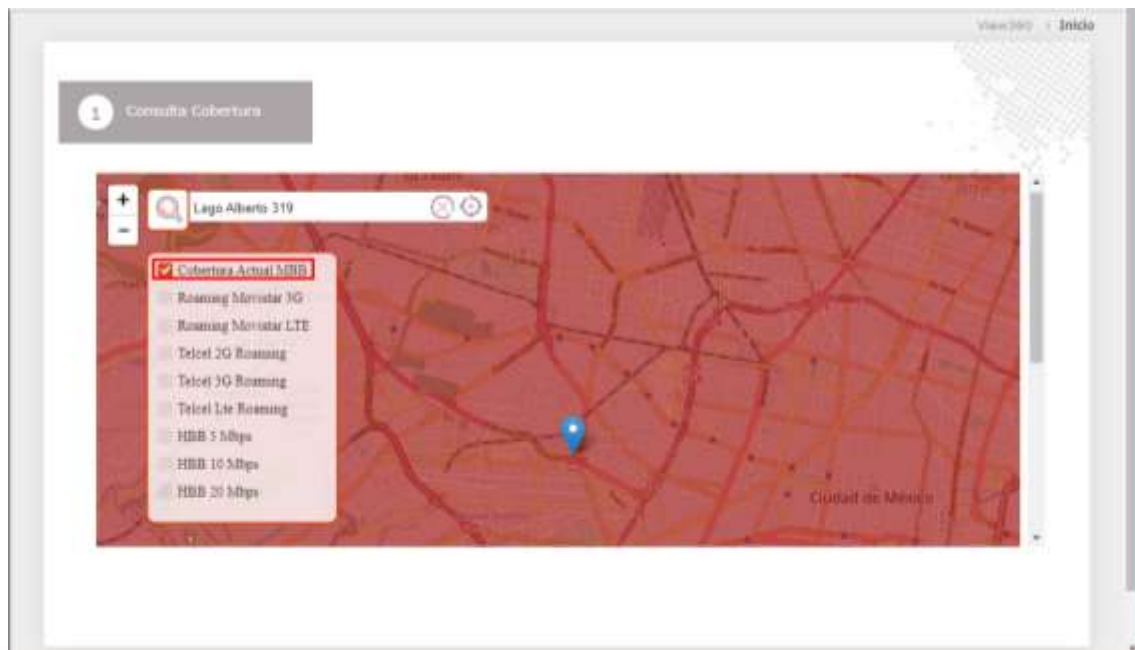 View360 › Inicio
1 Consulta Cobertura
+
Lago Alberto 319
-
Cobertura Actual MBB
Roaming Movistar 3G
Roaming Movistar LTE
Telcel 2G Roaming
Telcel 3G Roaming
Telcel Lte Roaming
HBB 5 Mbps
HBB 10 Mbps
HBB 20 Mbps
Ciudad de México